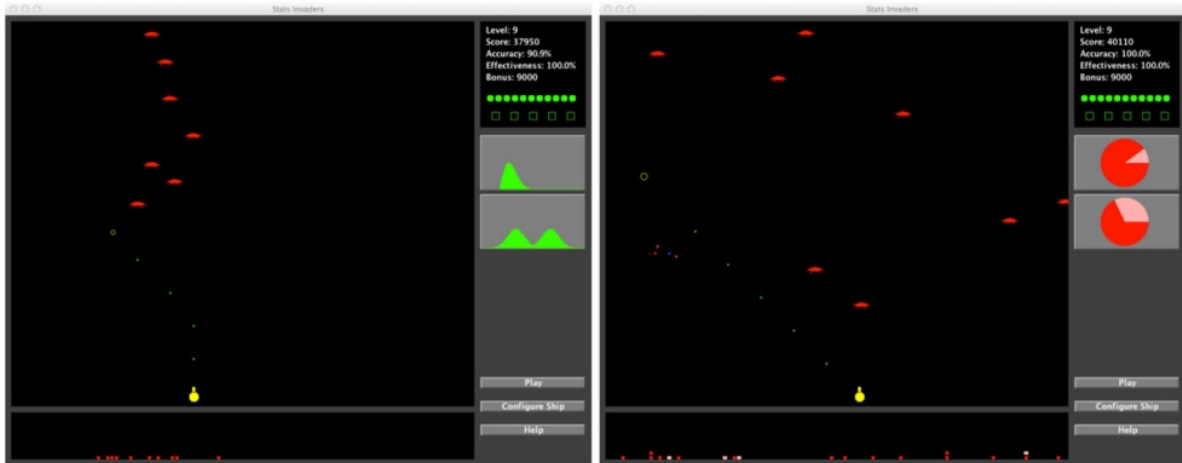 Stats Invaders
Level: 9
Score: 37950
Accuracy: 90.9%
Effectiveness: 100.0%
Bonus: 9000
Play
Configure Ship
Help
Stats Invaders
Level: 9
Score: 40110
Accuracy: 100.0%
Effectiveness: 100.0%
Bonus: 9000
Play
Configure Ship
Help